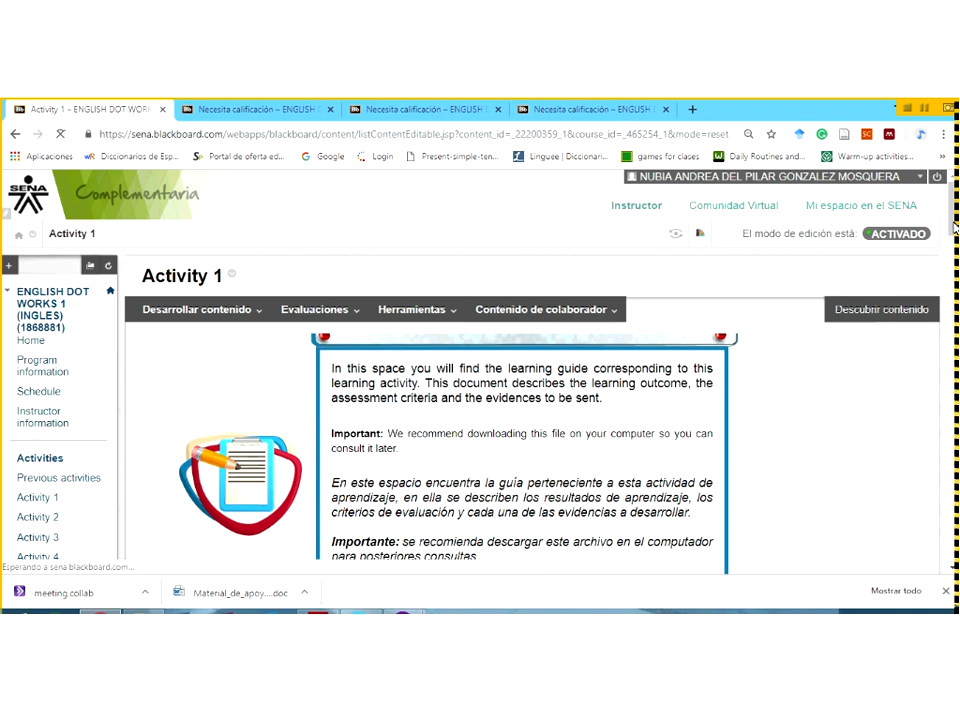 Activity 1 – ENGLISH DOT WORK
Necesita calificación – ENGLISH
Necesita calificación – ENGLISH
Necesita calificación – ENGLISH
https://sena.blackboard.com/webapps/blackboard/content/listContentEditable.jsp?content_id=_22200359_1&course_id=_465254_1&mode=reset
Aplicaciones
Diccionarios de Esp...
Portal de oferta ed...
Google
Login
Present-simple-ten...
Linguee | Diccionari...
games for clases
Daily Routines and...
Warm-up activities...
SENA
Complementaria
NUBIA ANDREA DEL PILAR GONZALEZ MOSQUERA
Instructor
Comunidad Virtual
Mi espacio en el SENA
Activity 1
El modo de edición está:
ACTIVADO
Activity 1
ENGLISH DOT
WORKS 1
(INGLES)
(1868881)
Home
Program
information
Schedule
Instructor
information
Activities
Previous activities
Activity 1
Activity 2
Activity 3
Activity 4
Desarrollar contenido
Evaluaciones
Herramientas
Contenido de colaborador
Descubrir contenido
In this space you will find the learning guide corresponding to this
learning activity. This document describes the learning outcome, the
assessment criteria and the evidences to be sent.
Important: We recommend downloading this file on your computer so you can
consult it later.
En este espacio encuentra la guía perteneciente a esta actividad de
aprendizaje, en ella se describen los resultados de aprendizaje, los
criterios de evaluación y cada una de las evidencias a desarrollar.
Importante: se recomienda descargar este archivo en el computador
para posteriores consultas
Esperando a sena.blackboard.com...
meeting.collab
Material_de_apoy....doc
Mostrar todo